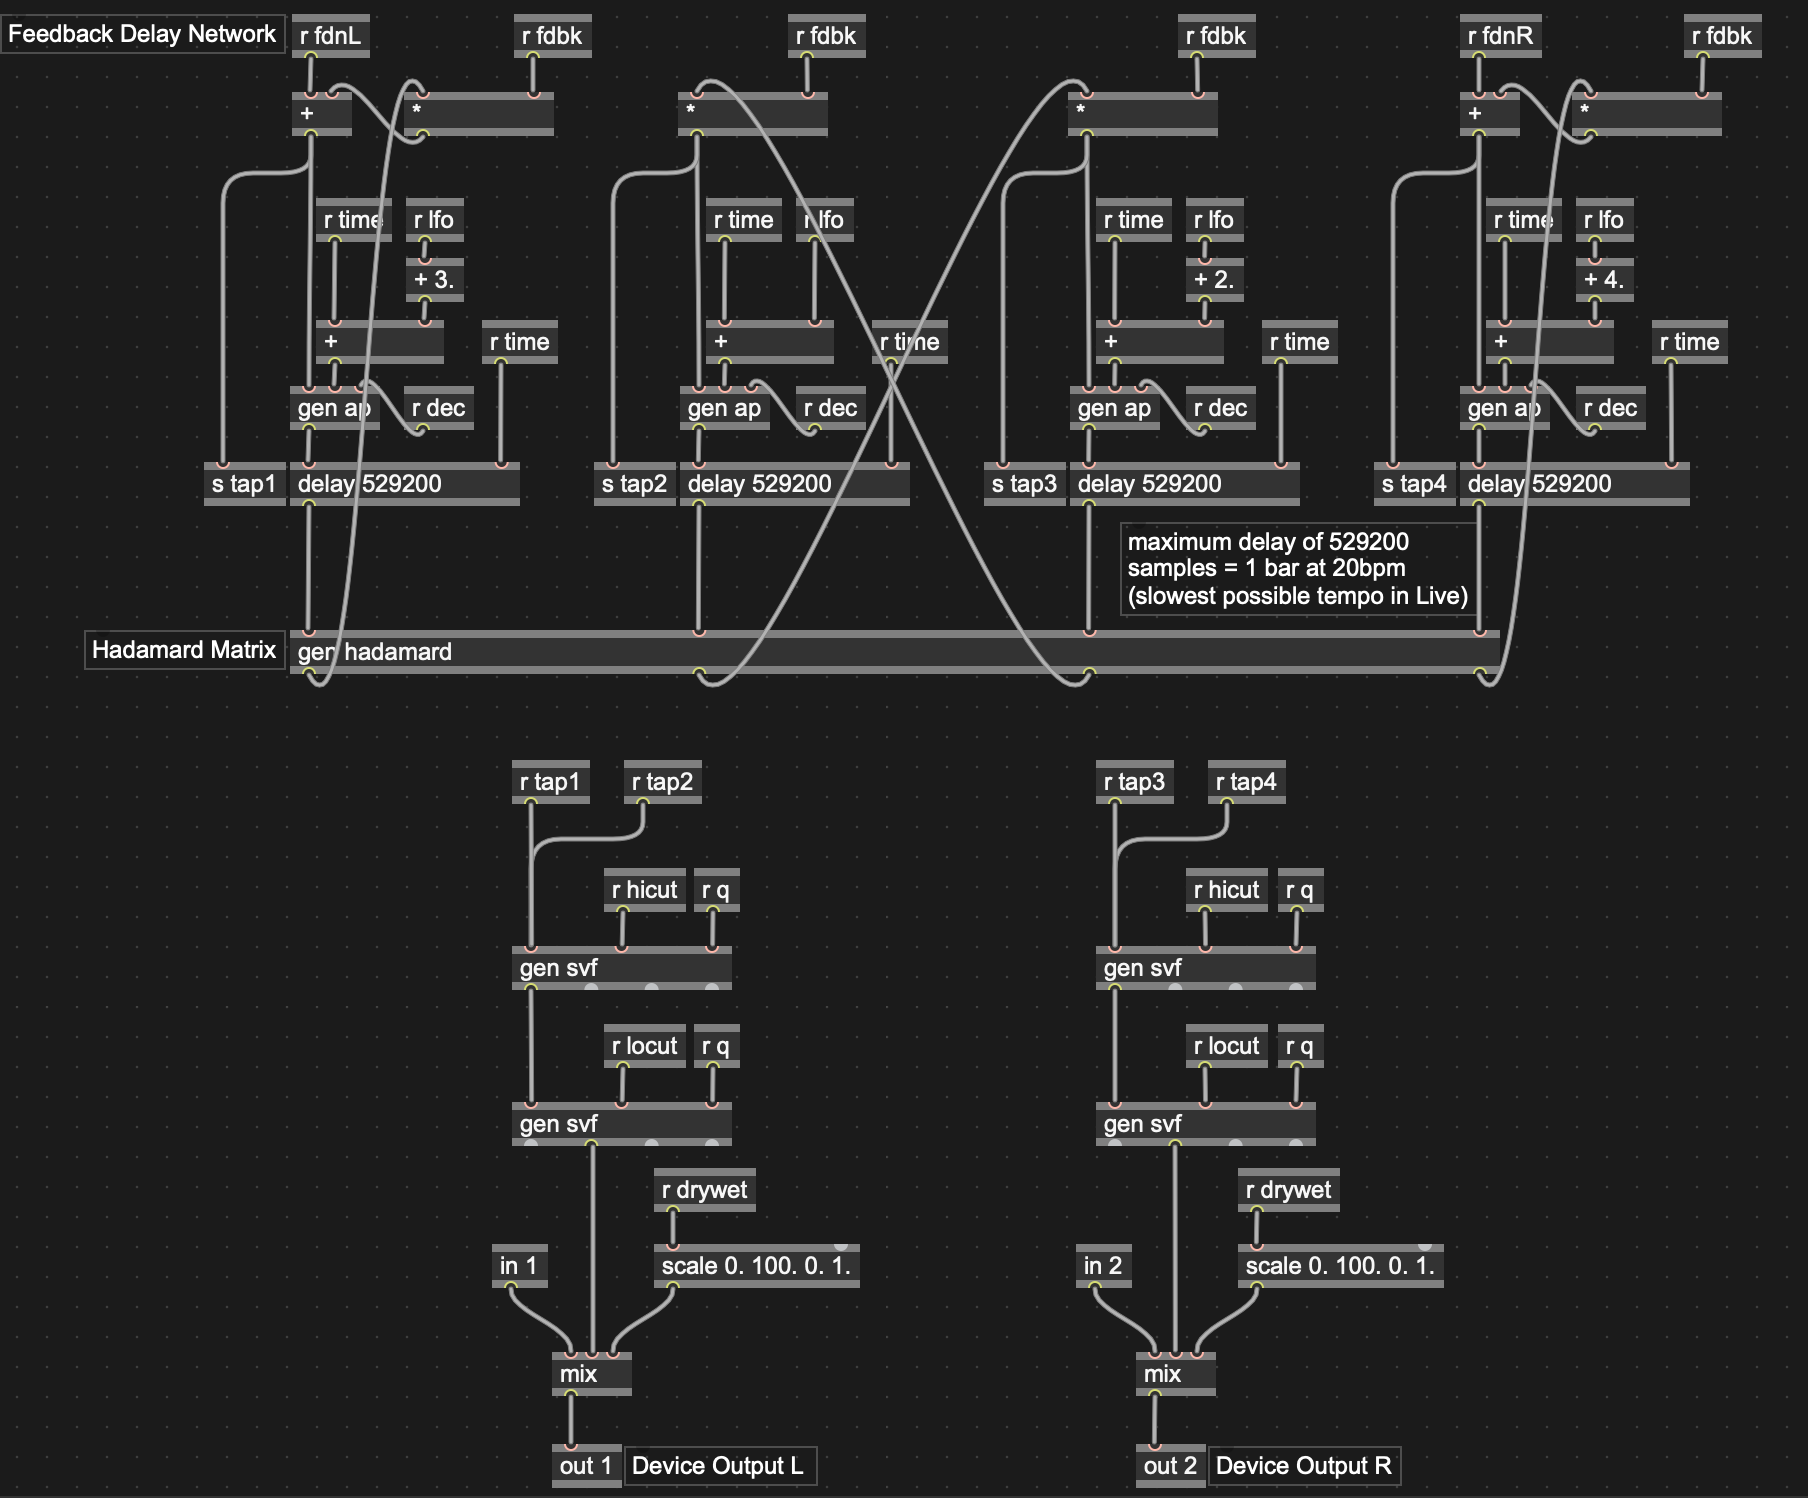 Feedback Delay Network
r fdnL
r fdbk
r fdbk
r fdbk
r fdnR
r fdbk
+
*
*
*
+
*
r time
r lfo
r time
r lfo
r time
r lfo
r time
r lfo
+ 3.
+ 2.
+ 4.
+
r time
+
r time
+
r time
+
r time
gen ap
r dec
gen ap
r dec
gen ap
r dec
gen ap
r dec
s tap1
delay 529200
s tap2
delay 529200
s tap3
delay 529200
s tap4
delay 529200
maximum delay of 529200
samples = 1 bar at 20bpm
(slowest possible tempo in Live)
Hadamard Matrix
gen hadamard
r tap1
r tap2
r tap3
r tap4
r hicut
r q
r hicut
r q
gen svf
gen svf
r locut
r q
r locut
r q
gen svf
gen svf
r drywet
r drywet
in 1
scale 0. 100. 0. 1.
in 2
scale 0. 100. 0. 1.
mix
mix
out 1
Device Output L
out 2
Device Output R